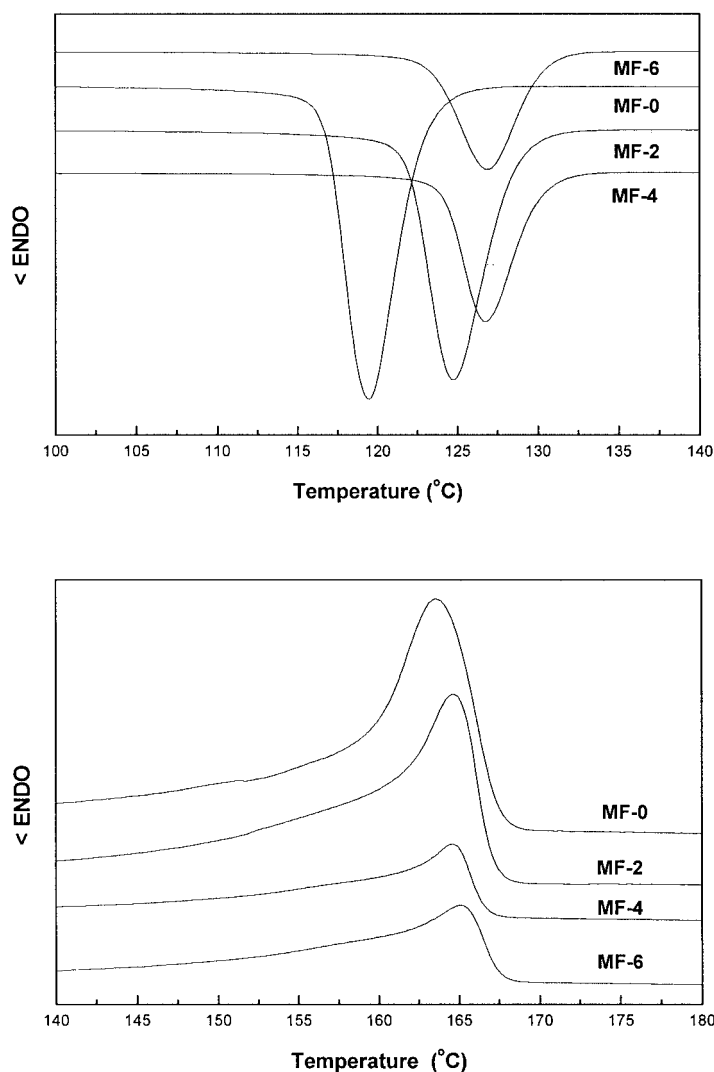 MF-6
MF-0
MF-2
MF-4
< ENDO
100 105 110 115 120 125 130 135 140
Temperature (°C)
MF-0
MF-2
MF-4
MF-6
< ENDO
140 145 150 155 160 165 170 175 180
Temperature (°C)